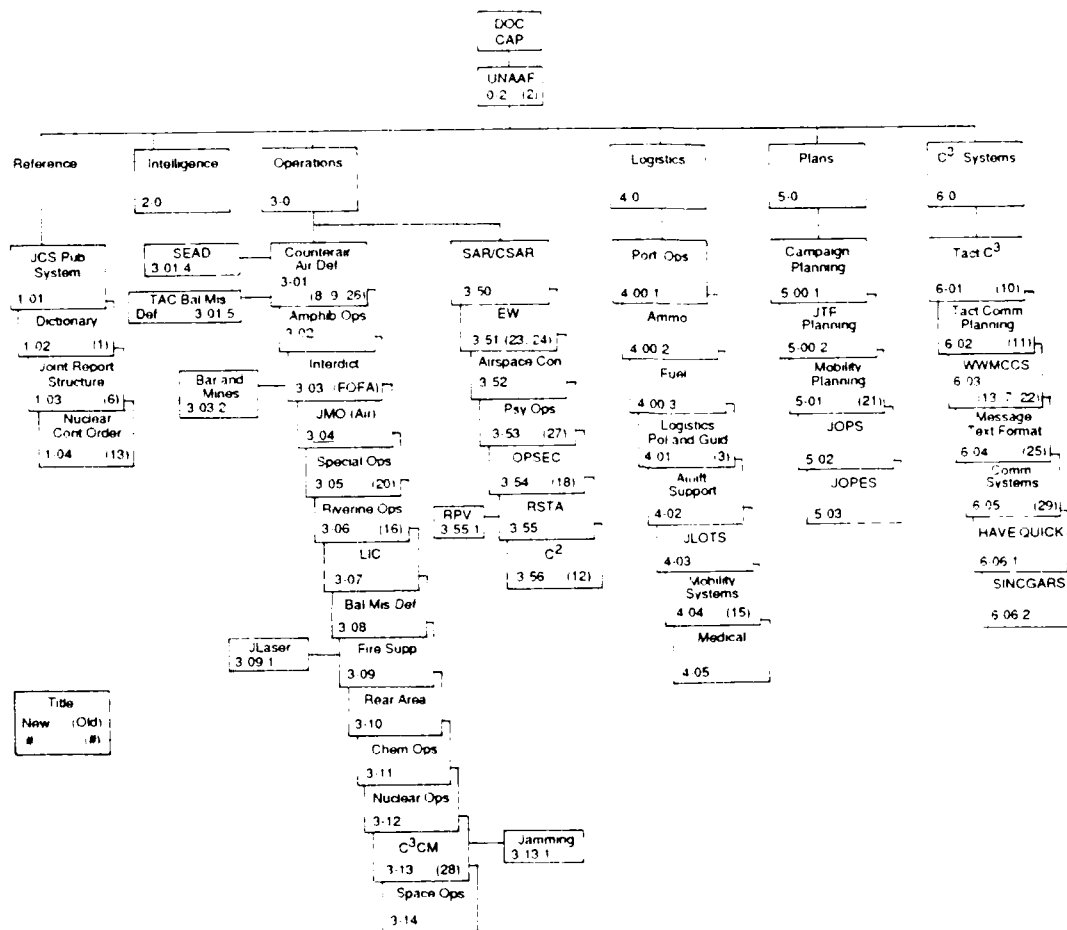 DOC
CAP
UNAAF
0-2 (2)
Reference
Intelligence
2-0
Operations
3-0
Logistics
4-0
Plans
5-0
C³ Systems
6-0
JCS Pub
System
1-01
Dictionary
1-02 (1)
Joint Report
Structure
1-03 (6)
Nuclear
Cont Order
1-04 (13)
SEAD
3-01.4
TAC Bal Mis
Def 3-01.5
Counterair
Air Def
3-01
(8, 9, 26)
Amphib Ops
3-02
Interdict
3-03 (FOFA)
Bar and
Mines
3-03.2
JMO (Air)
3-04
Special Ops
3-05 (20)
Riverine Ops
3-06 (16)
LIC
3-07
Bal Mis Def
3-08
JLaser
3-09.1
Fire Supp
3-09
Rear Area
3-10
Chem Ops
3-11
Nuclear Ops
3-12
C³CM
3-13 (28)
Jamming
3-13.1
Space Ops
3-14
SAR/CSAR
3-50
EW
3-51 (23, 24)
Airspace Con
3-52
Psy Ops
3-53 (27)
OPSEC
3-54 (18)
RPV
3-55.1
RSTA
3-55
C²
3-56 (12)
Port Ops
4-00.1
Ammo
4-00.2
Fuel
4-00.3
Logistics
Pol and Guid
4-01 (3)
Airlift
Support
4-02
JLOTS
4-03
Mobility
Systems
4-04 (15)
Medical
4-05
Campaign
Planning
5-00.1
JTF
Planning
5-00.2
Mobility
Planning
5-01 (21)
JOPS
5-02
JOPES
5-03
Tact C³
6-01 (10)
Tact Comm
Planning
6-02 (11)
WWMCCS
6-03
Message
Text Format
6-04 (25)
Comm
Systems
6-05 (29)
HAVE QUICK
6-06.1
SINCGARS
6-06.2
Title
New (Old)
# (#)